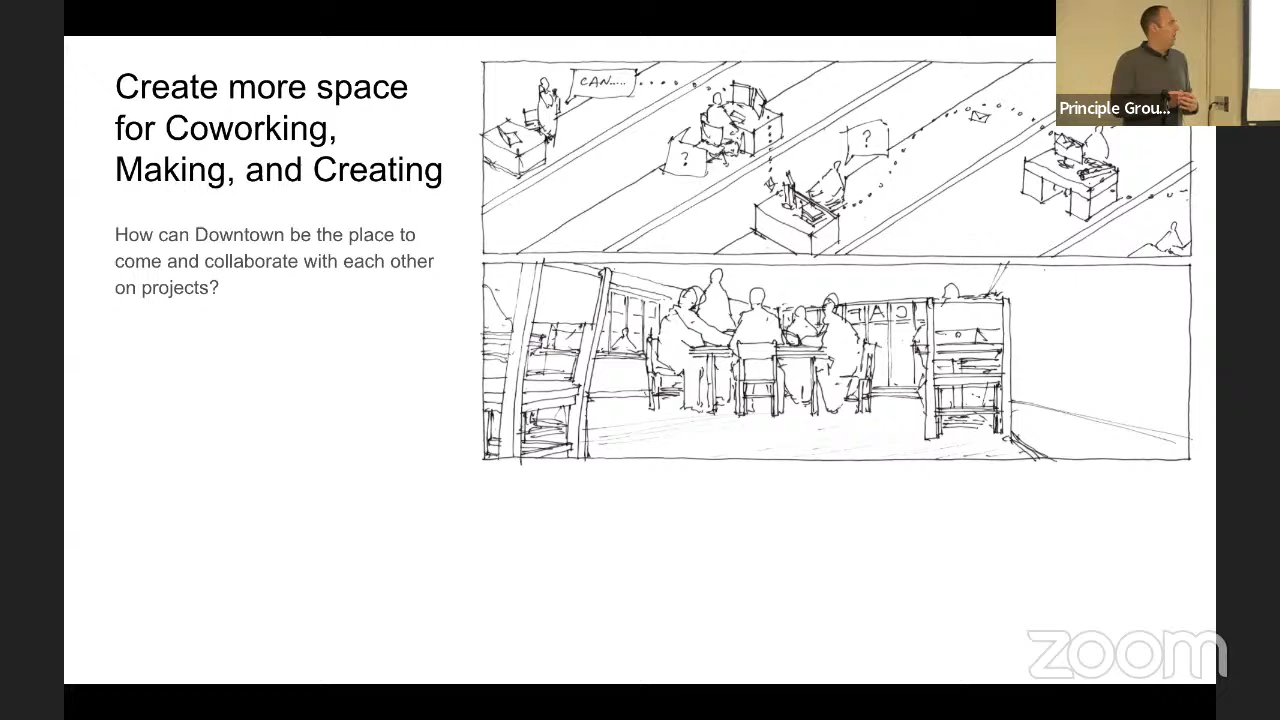 Create more space
for Coworking,
Making, and Creating
How can Downtown be the place to
come and collaborate with each other
on projects?
CAN.....
?
?
CAF
Principle Grou...
zoom